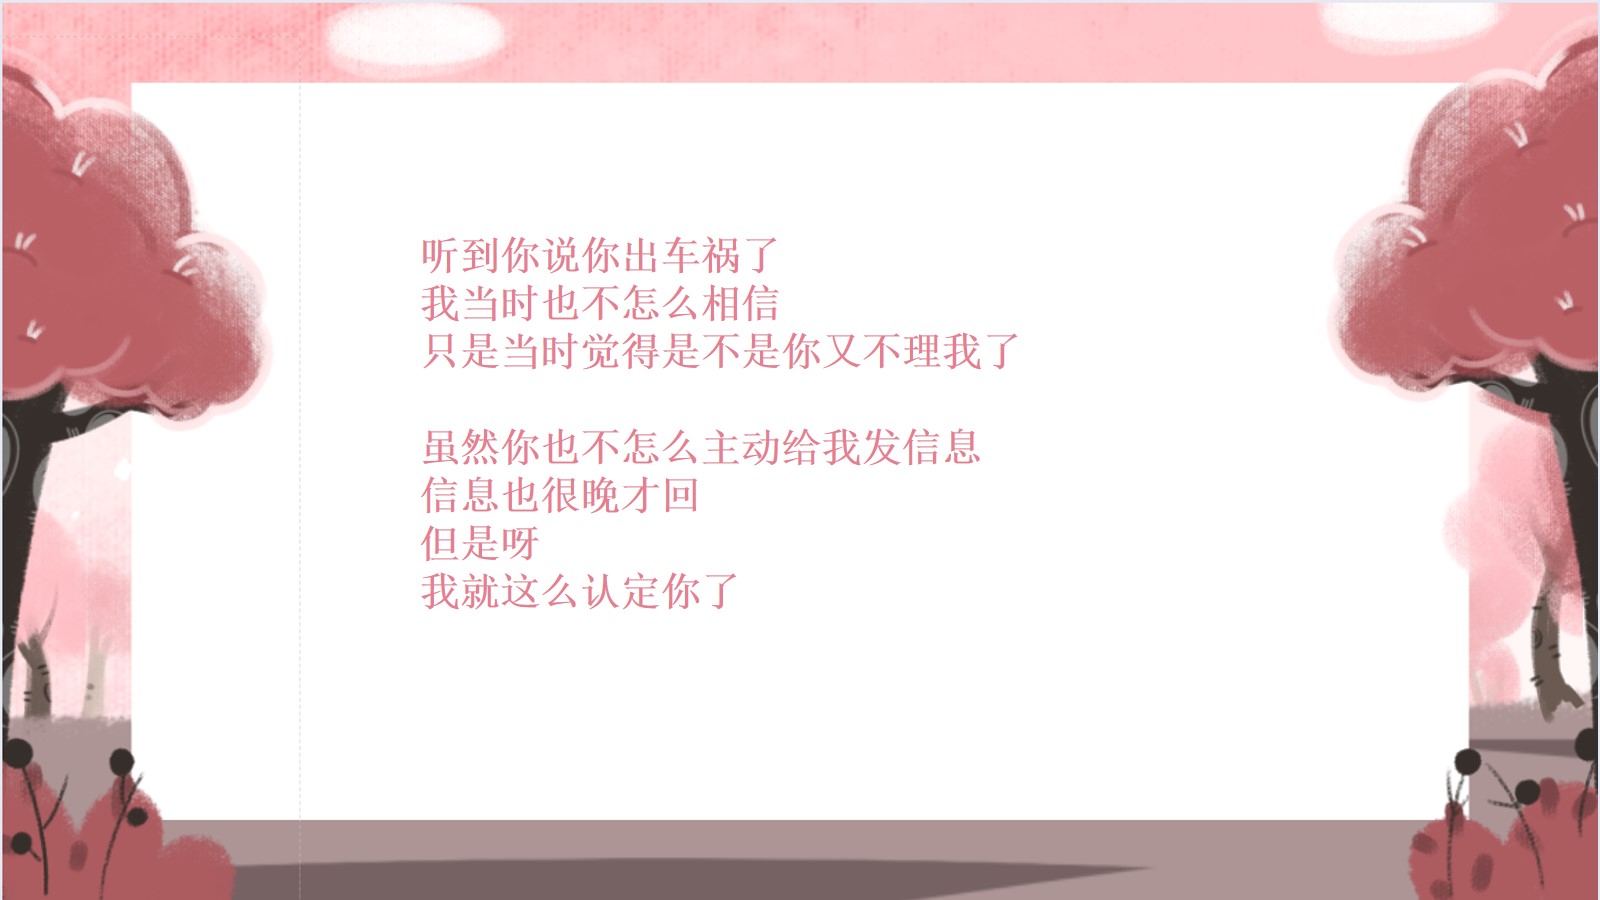 听到你说你出车祸了
我当时也不怎么相信
只是当时觉得是不是你又不理我了
虽然你也不怎么主动给我发信息
信息也很晚才回
但是呀
我就这么认定你了